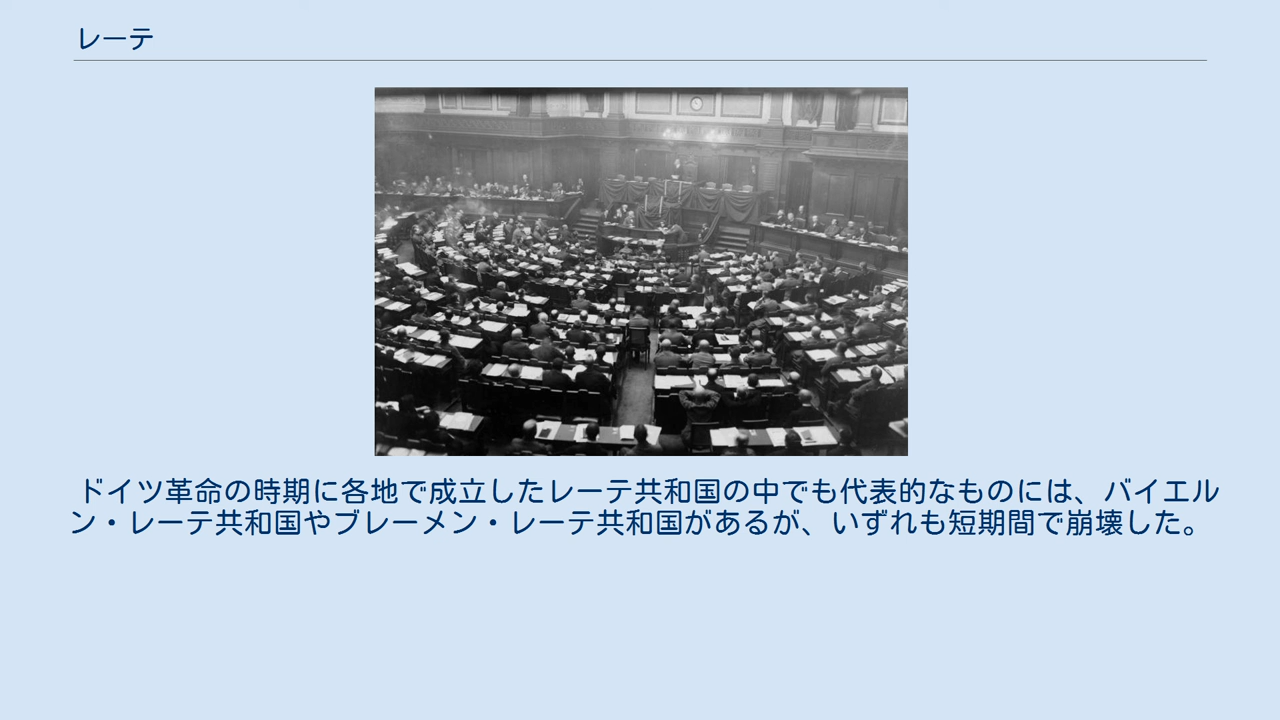 レーテ
ドイツ革命の時期に各地で成立したレーテ共和国の中でも代表的なものには、バイエル
ン・レーテ共和国やブレーメン・レーテ共和国があるが、いずれも短期間で崩壊した。